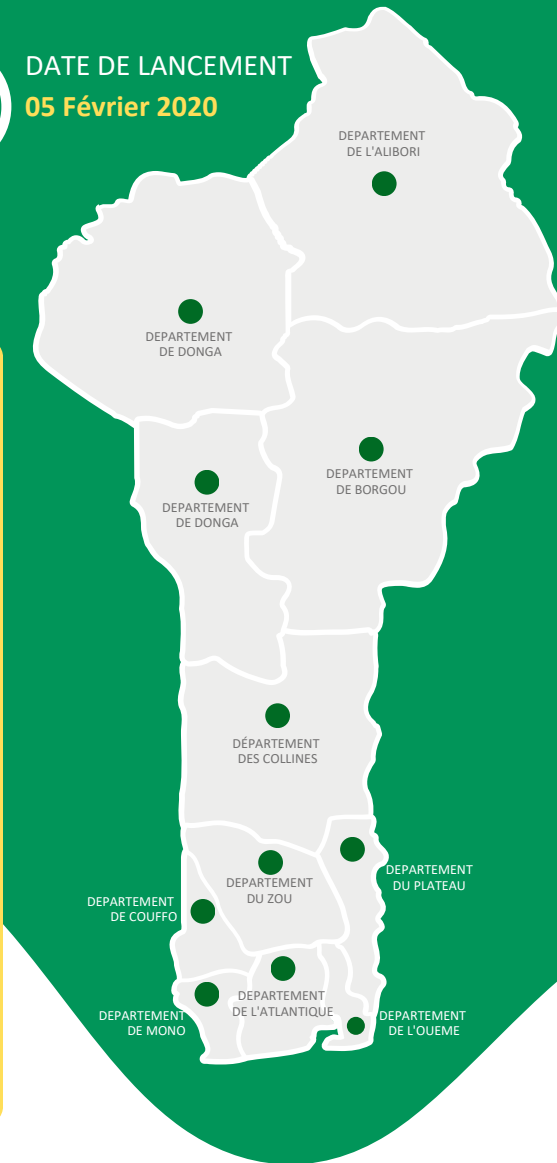 DATE DE LANCEMENT
05 Février 2020
DEPARTEMENT
DE L'ALIBORI
DEPARTEMENT
DE DONGA
DEPARTEMENT
DE BORGOU
DEPARTEMENT
DE DONGA
DÉPARTEMENT
DES COLLINES
DEPARTEMENT
DU PLATEAU
DEPARTEMENT
DU ZOU
DEPARTEMENT
DE COUFFO
DEPARTEMENT
DE L'ATLANTIQUE
DEPARTEMENT
DE MONO
DEPARTEMENT
DE L'OUEME